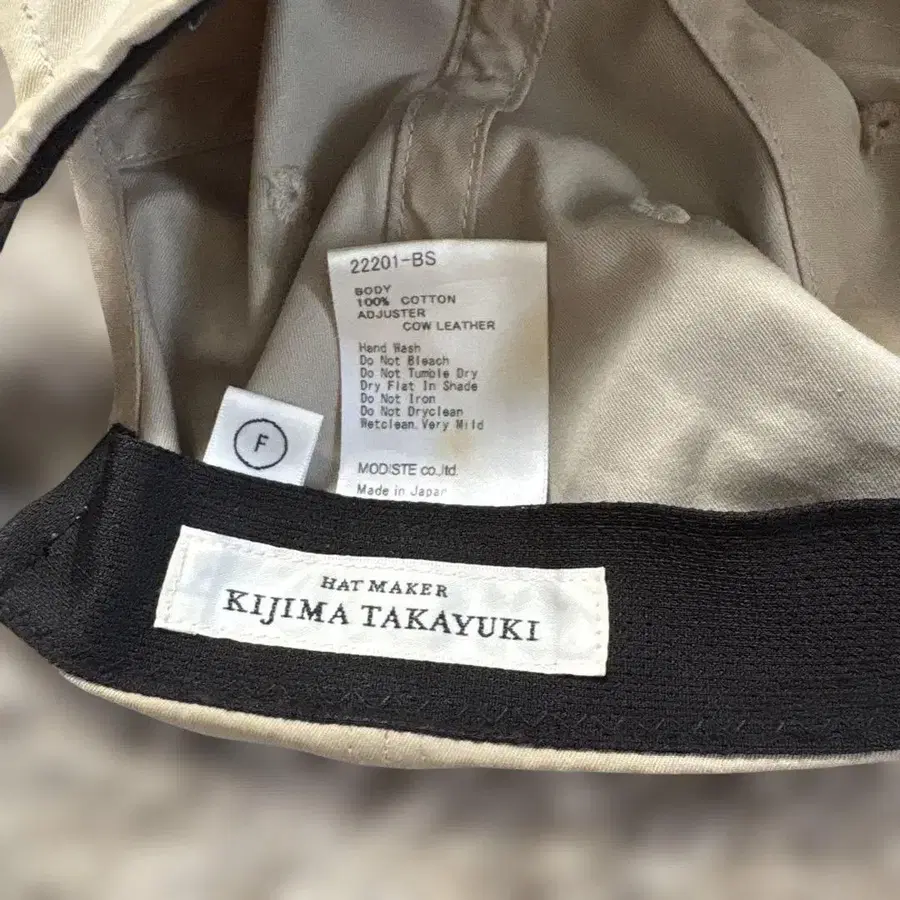 22201-BS
BODY
100% COTTON
ADJUSTER
COW LEATHER
Hand Wash
Do Not Bleach
Do Not Tumble Dry
Dry Flat In Shade
Do Not Iron
Do Not Dryclean
Wetclean.Very Mild
MODISTE co.,ltd.
Made in Japan
F
HAT MAKER
KIJIMA TAKAYUKI